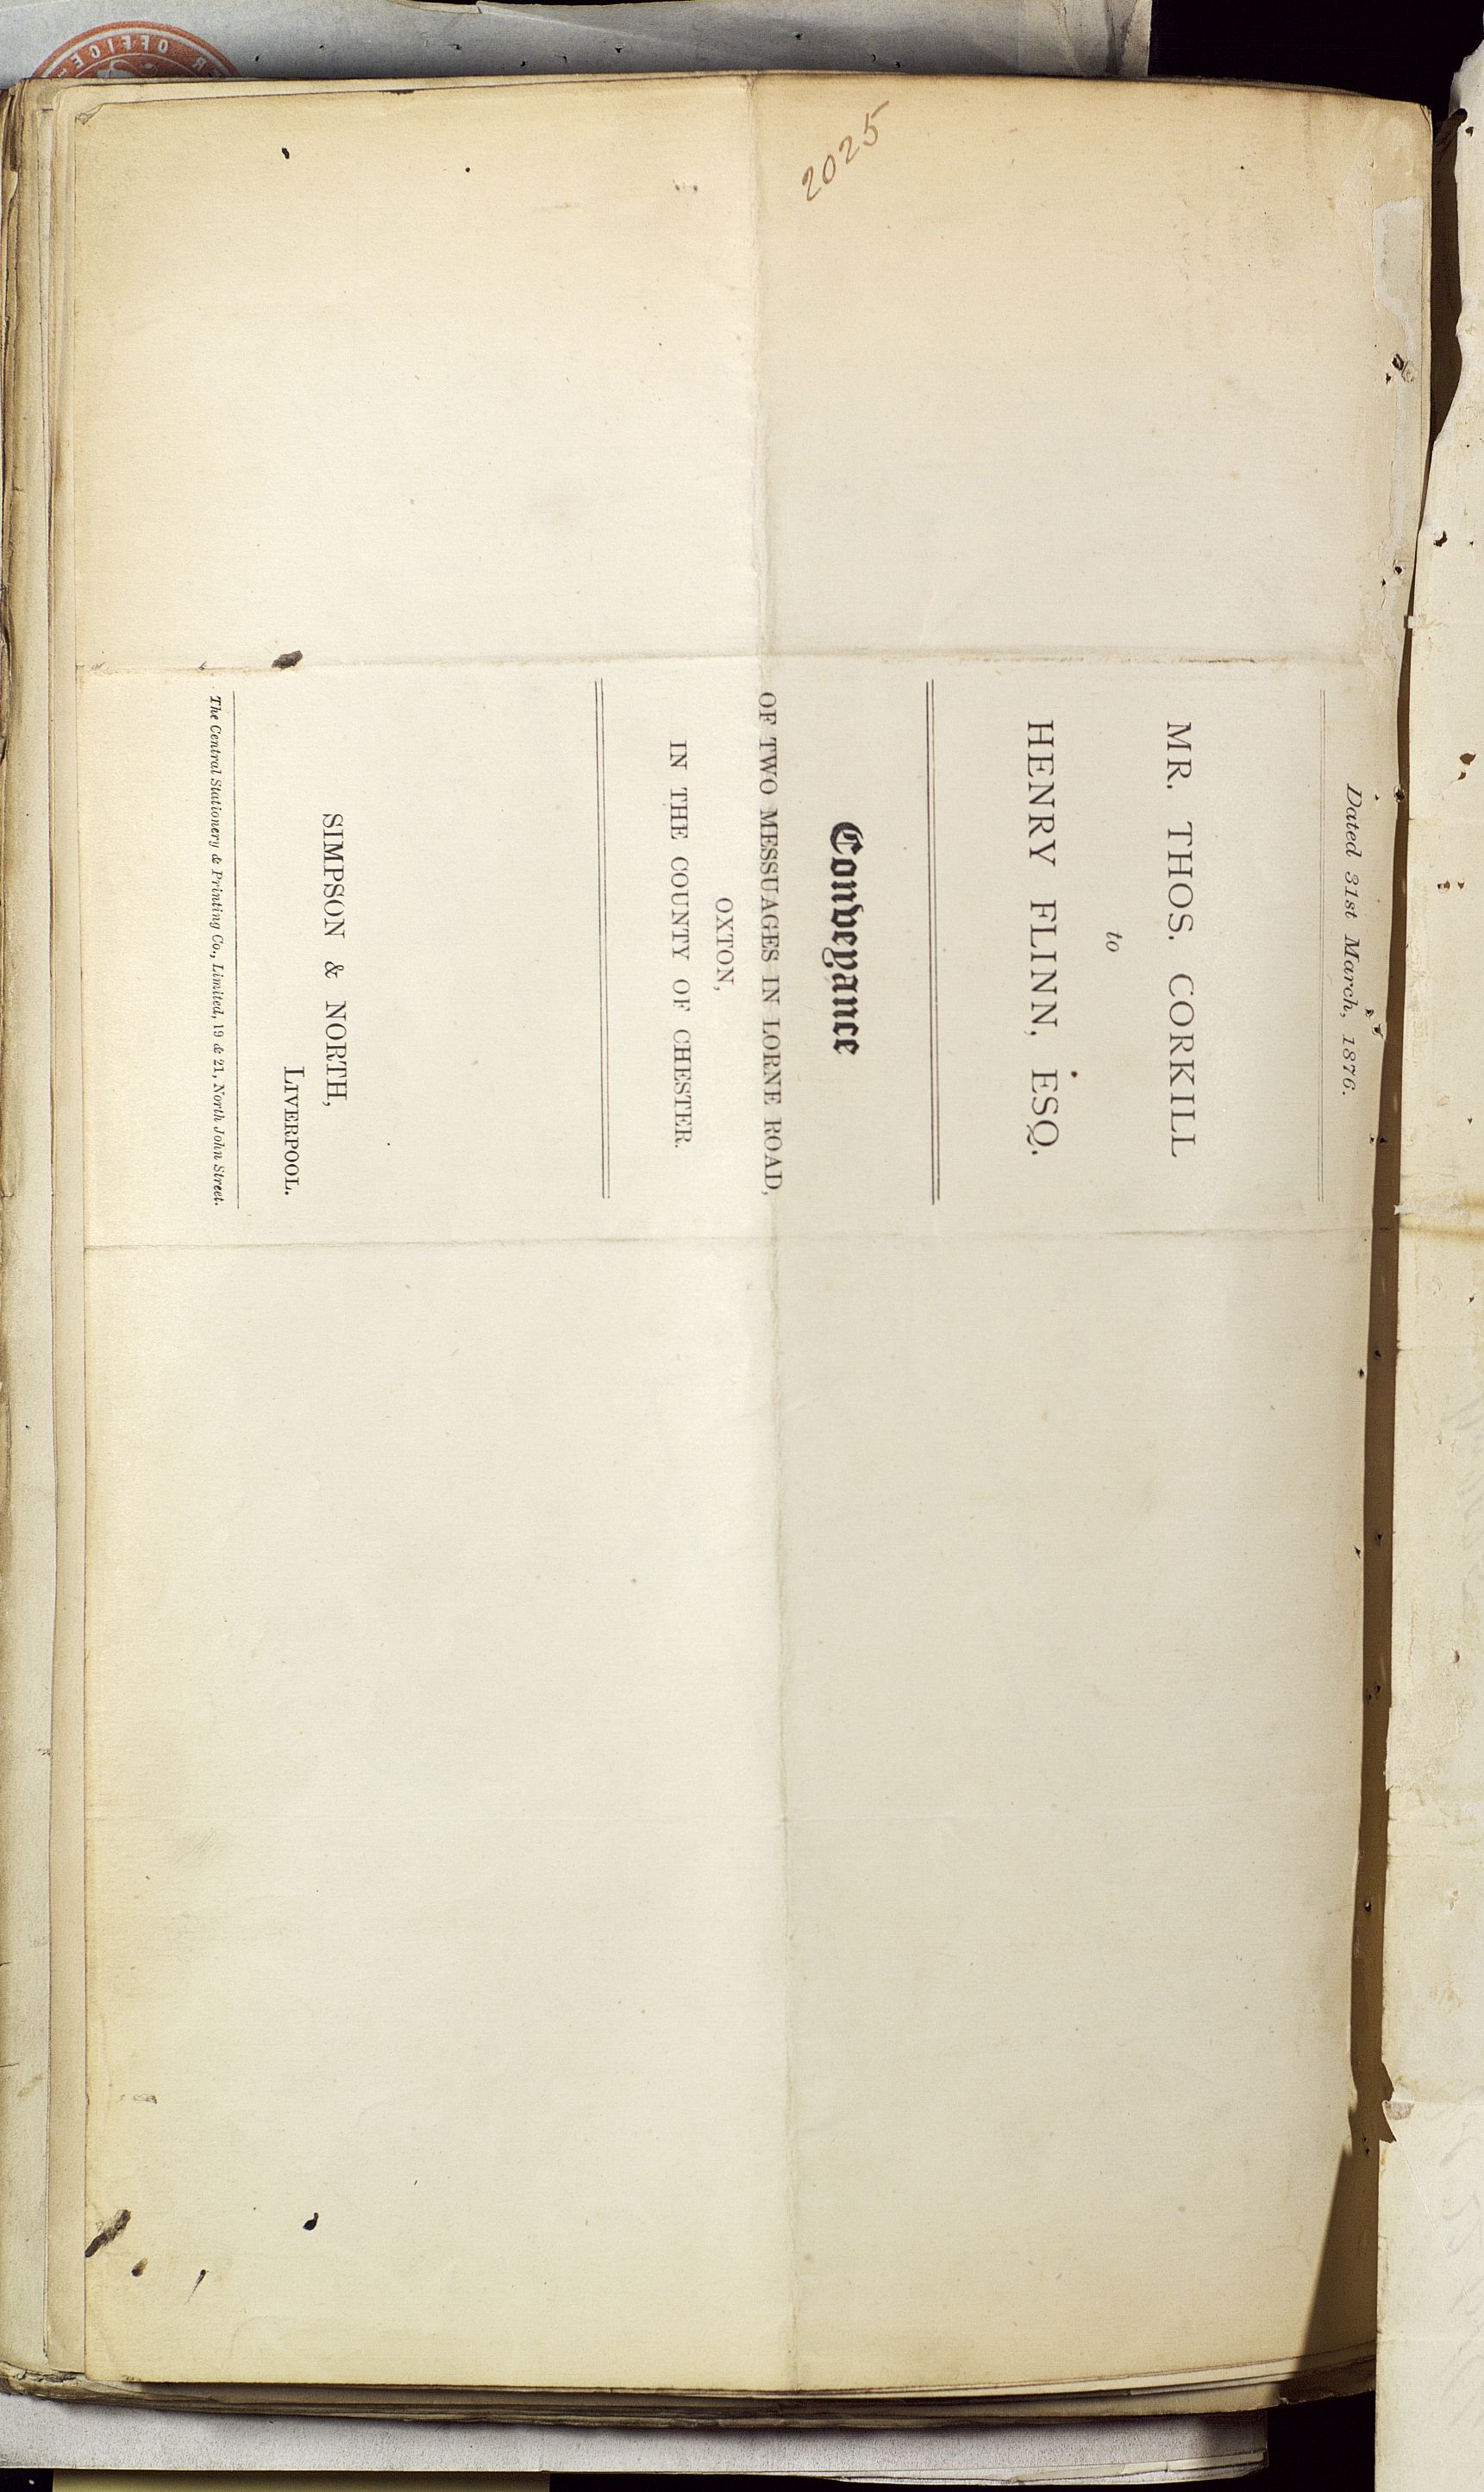 2025
Dated 31st March, 1876.
MR. THOS. CORKILL
to
HENRY FLINN, ESQ.
Conveyance
OF TWO MESSUAGES IN LORNE ROAD,
OXTON,
IN THE COUNTY OF CHESTER.
SIMPSON & NORTH,
LIVERPOOL.
The Central Stationery & Printing Co., Limited, 19 & 21, North John Street.
OFFICE